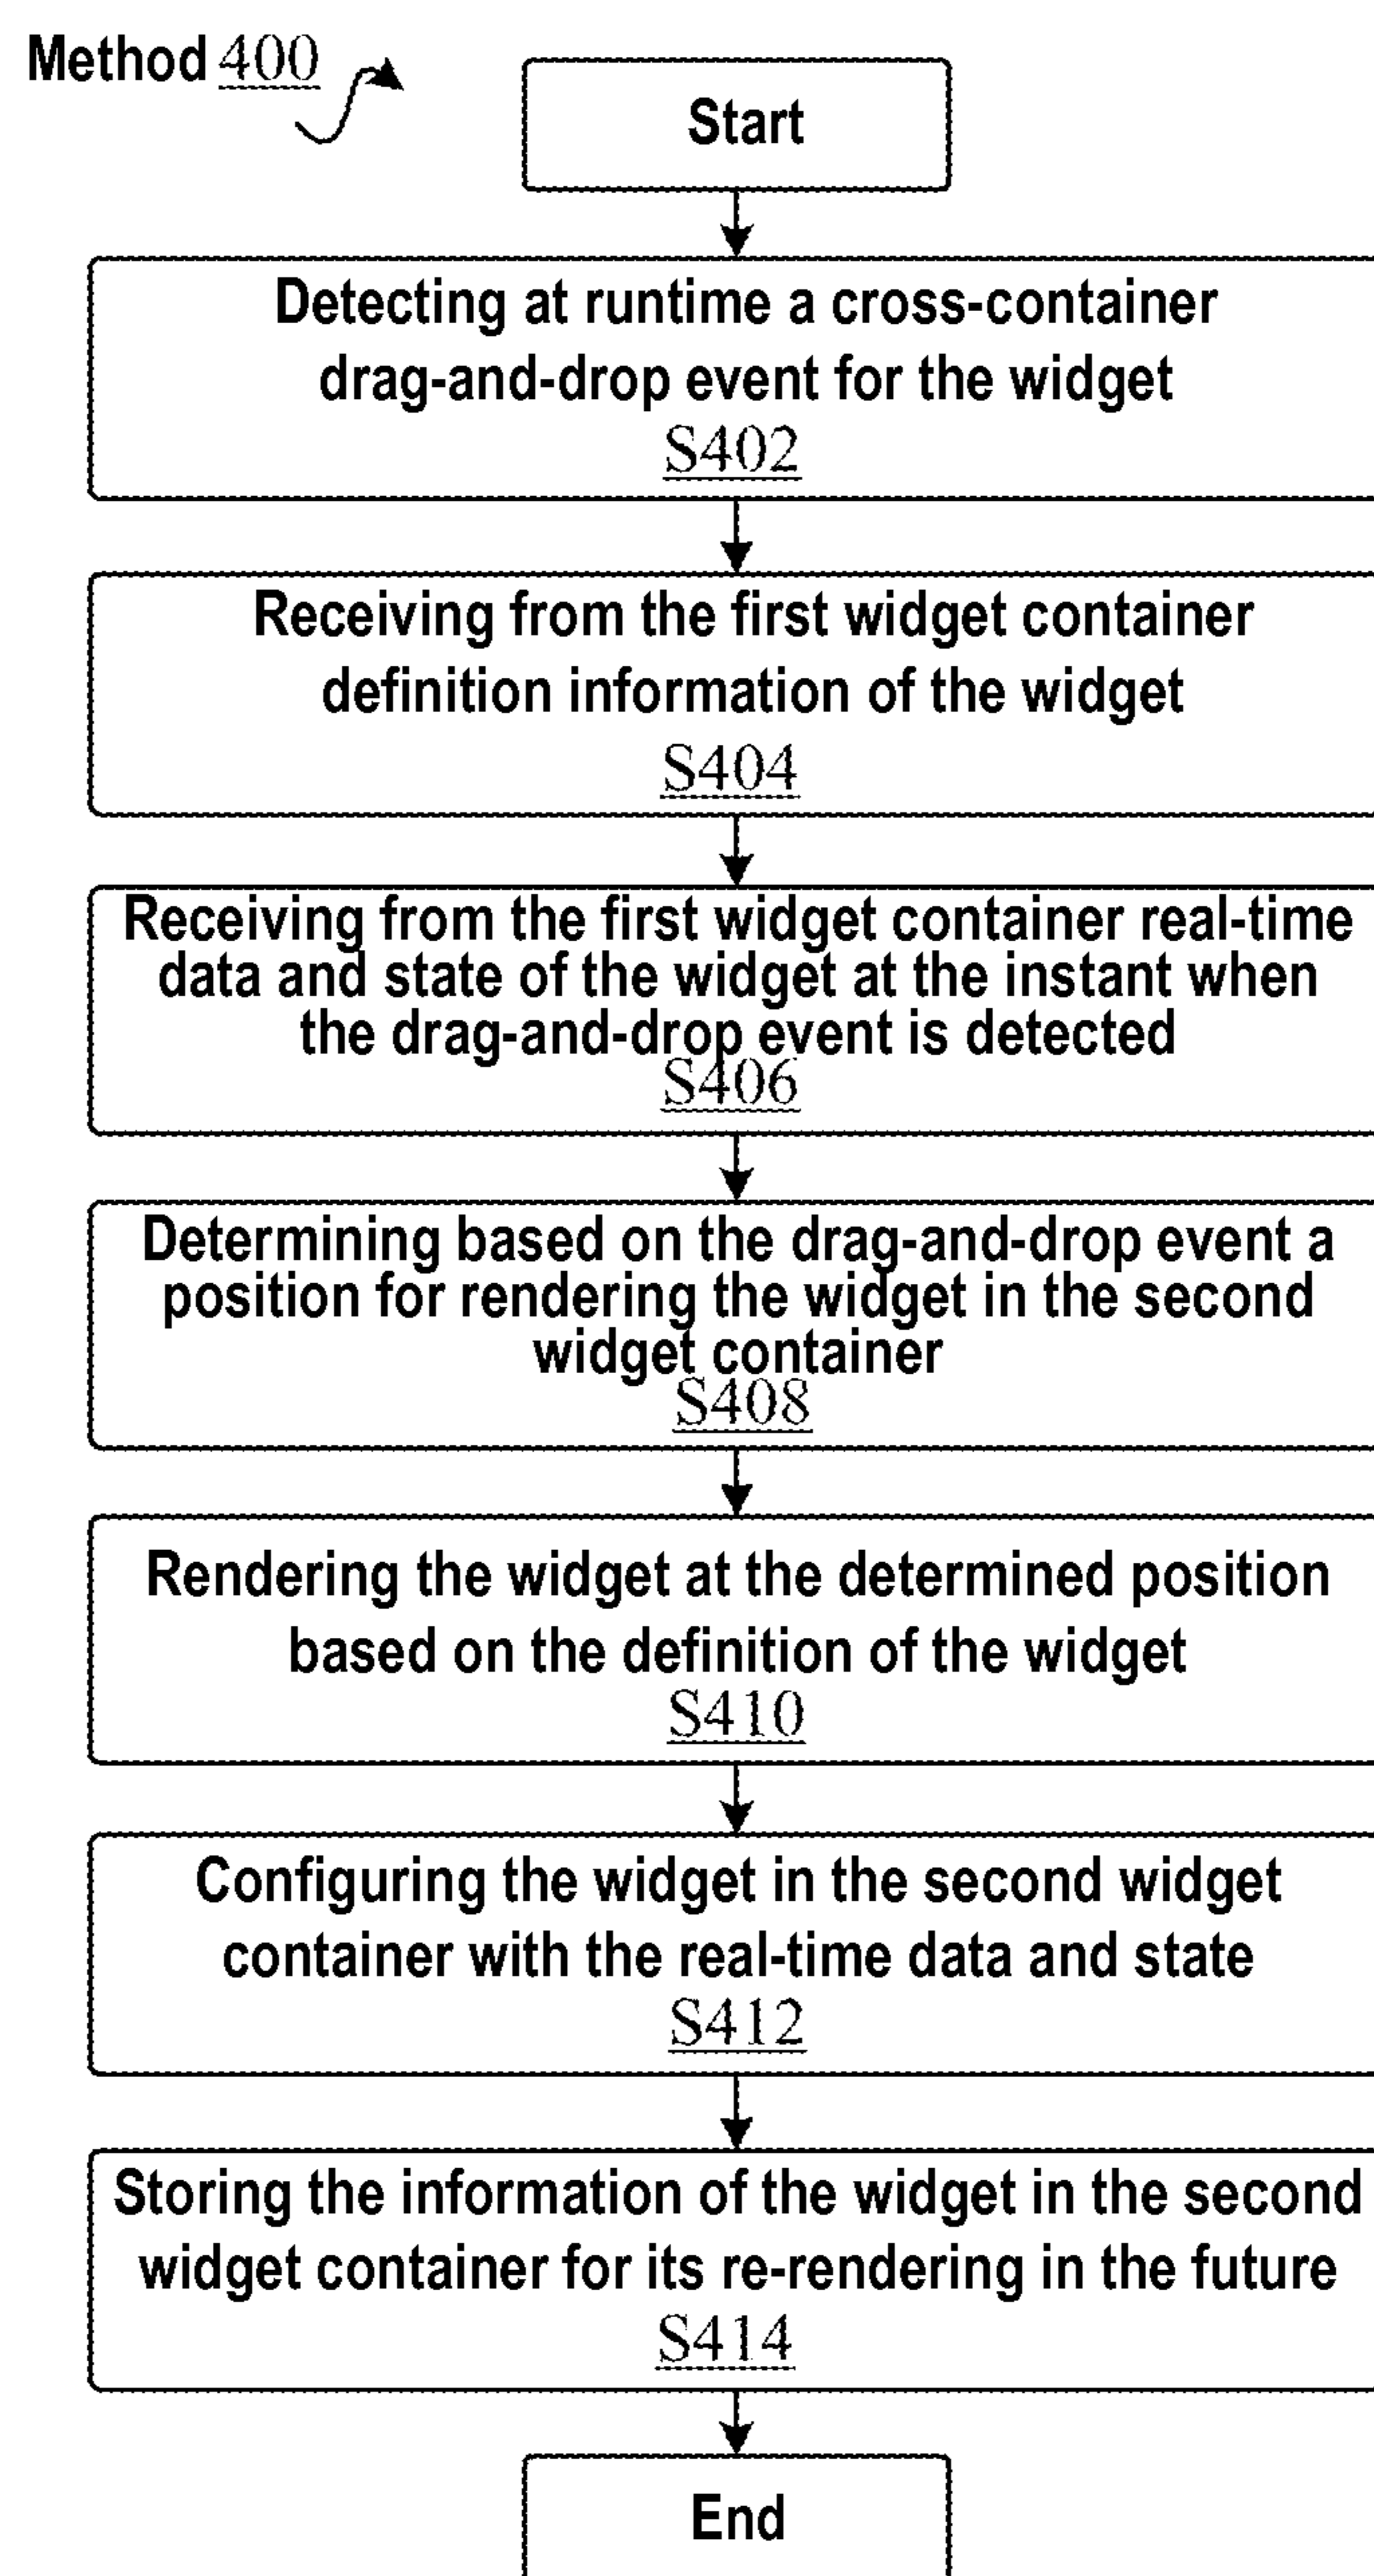 Method 400
Start
Detecting at runtime a cross-container
drag-and-drop event for the widget
S402
Receiving from the first widget container
definition information of the widget
S404
Receiving from the first widget container real-time
data and state of the widget at the instant when
the drag-and-drop event is detected
S406
Determining based on the drag-and-drop event a
position for rendering the widget in the second
widget container
S408
Rendering the widget at the determined position
based on the definition of the widget
S410
Configuring the widget in the second widget
container with the real-time data and state
S412
Storing the information of the widget in the second
widget container for its re-rendering in the future
S414
End